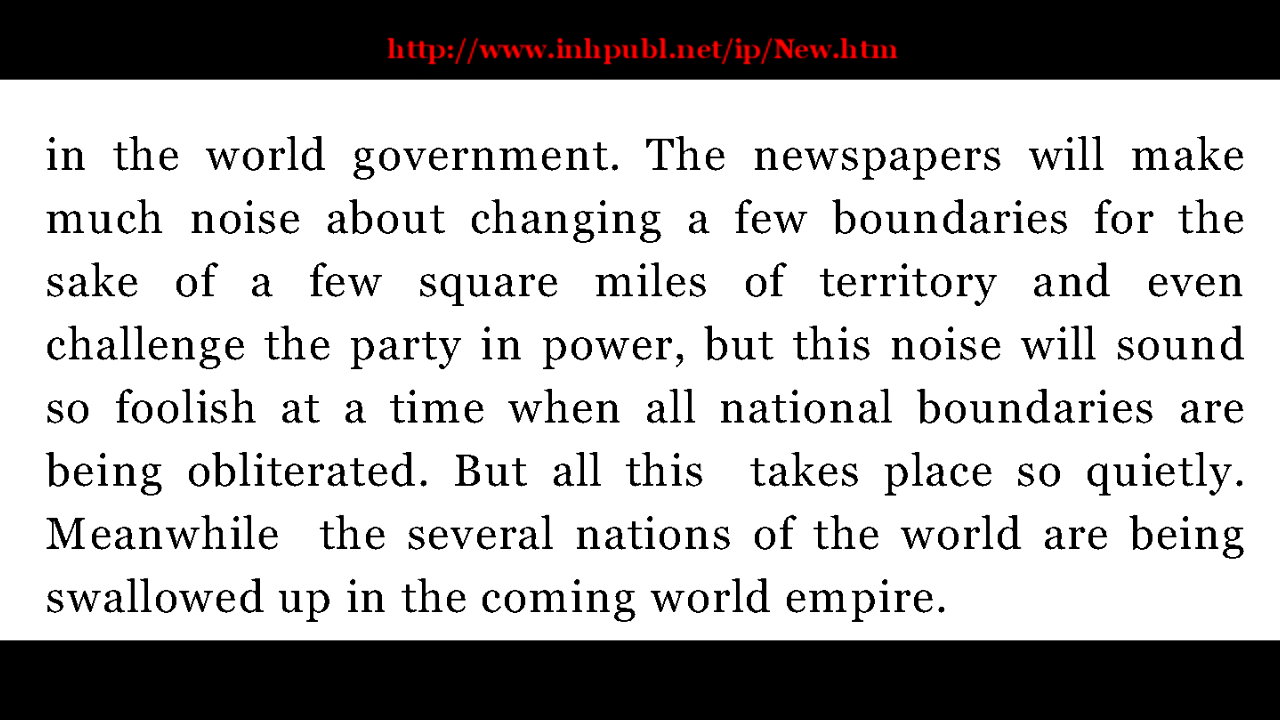 http://www.inhpubl.net/ip/New.htm
in the world government. The newspapers will make
much noise about changing a few boundaries for the
sake of a few square miles of territory and even
challenge the party in power, but this noise will sound
so foolish at a time when all national boundaries are
being obliterated. But all this takes place so quietly.
Meanwhile the several nations of the world are being
swallowed up in the coming world empire.